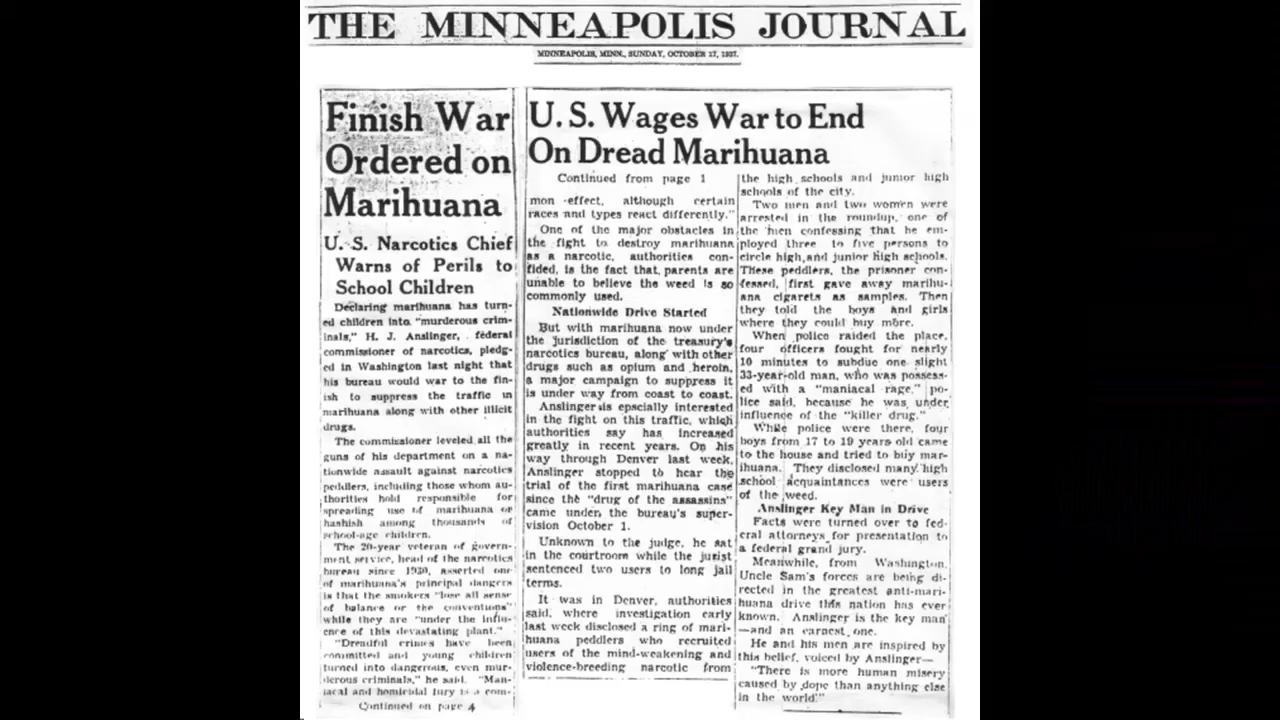 THE MINNEAPOLIS JOURNAL
MINNEAPOLIS, MINN., SUNDAY, OCTOBER 17, 1937.
Finish War
Ordered on
Marihuana
U. S. Narcotics Chief
Warns of Perils to
School Children
Declaring marihuana has turn-
ed children into "murderous crim-
inals," H. J. Anslinger, federal
commissioner of narcotics, pledg-
ed in Washington last night that
his bureau would war to the fin-
ish to suppress the traffic in
marihuana along with other illicit
drugs.
The commissioner leveled all the
guns of his department on a na-
tionwide assault against narcotics
peddlers, including those whom au-
thorities hold responsible for
spreading use of marihuana or
hashish among thousands of
school-age children.
The 20-year veteran of govern-
ment service, head of the narcotics
bureau since 1930, asserted one
of marihuana's principal dangers
is that the smokers "lose all sense
of balance or the conventions"
while they are "under the influ-
ence of this devastating plant."
"Dreadful crimes have been
committed and young children
turned into dangerous, even mur-
derous criminals," he said. "Man-
iacal and homicidal fury is a com-
Continued on page 4
U. S. Wages War to End
On Dread Marihuana
Continued from page 1
mon effect, although certain
races and types react differently."
One of the major obstacles in
the fight to destroy marihuana
as a narcotic, authorities con-
fided, is the fact that parents are
unable to believe the weed is so
commonly used.
Nationwide Drive Started
But with marihuana now under
the jurisdiction of the treasury's
narcotics bureau, along with other
drugs such as opium and heroin,
a major campaign to suppress it
is under way from coast to coast.
Anslinger is epscially interested
in the fight on this traffic, which
authorities say has increased
greatly in recent years. On his
way through Denver last week,
Anslinger stopped to hear the
trial of the first marihuana case
since the "drug of the assassins"
came under the bureau's super-
vision October 1.
Unknown to the judge, he sat
in the courtroom while the jurist
sentenced two users to long jail
terms.
It was in Denver, authorities
said, where investigation early
last week disclosed a ring of mari-
huana peddlers who recruited
users of the mind-weakening and
violence-breeding narcotic from
the high schools and junior high
schools of the city.
Two men and two women were
arrested in the roundup, one of
the men confessing that he em-
ployed three to five persons to
circle high and junior high schools.
These peddlers, the prisoner con-
fessed, first gave away marihu-
ana cigarets as samples. Then
they told the boys and girls
where they could buy more.
When police raided the place,
four officers fought for nearly
10 minutes to subdue one slight
33-year-old man, who was possess-
ed with a "maniacal rage," po-
lice said, because he was under
influence of the "killer drug."
While police were there, four
boys from 17 to 19 years old came
to the house and tried to buy mar-
ihuana. They disclosed many high
school acquaintances were users
of the weed.
Anslinger Key Man in Drive
Facts were turned over to fed-
eral attorneys for presentation to
a federal grand jury.
Meanwhile, from Washington,
Uncle Sam's forces are being di-
rected in the greatest anti-mari-
huana drive this nation has ever
known. Anslinger is the key man
—and an earnest one.
He and his men are inspired by
this belief, voiced by Anslinger—
"There is more human misery
caused by dope than anything else
in the world."